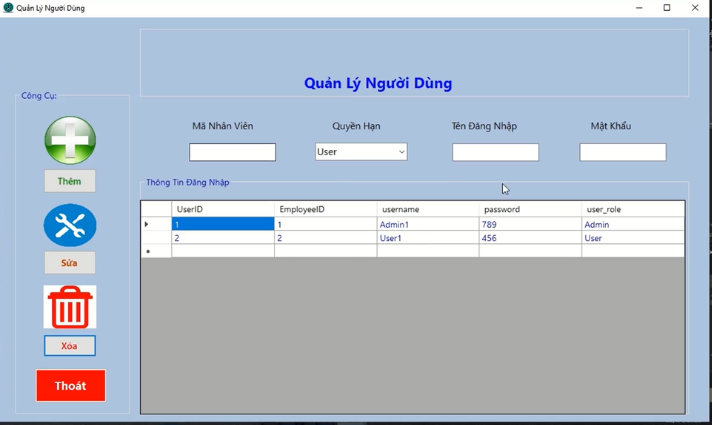 Quản Lý Người Dùng
Quản Lý Người Dùng
Công Cụ:
Thêm
Sửa
Xóa
Thoát
Mã Nhân Viên Quyền Hạn Tên Đăng Nhập Mật Khẩu
User
Thông Tin Đăng Nhập
UserID EmployeeID username password user_role
1 1 Admin1 789 Admin
2 2 User1 456 User